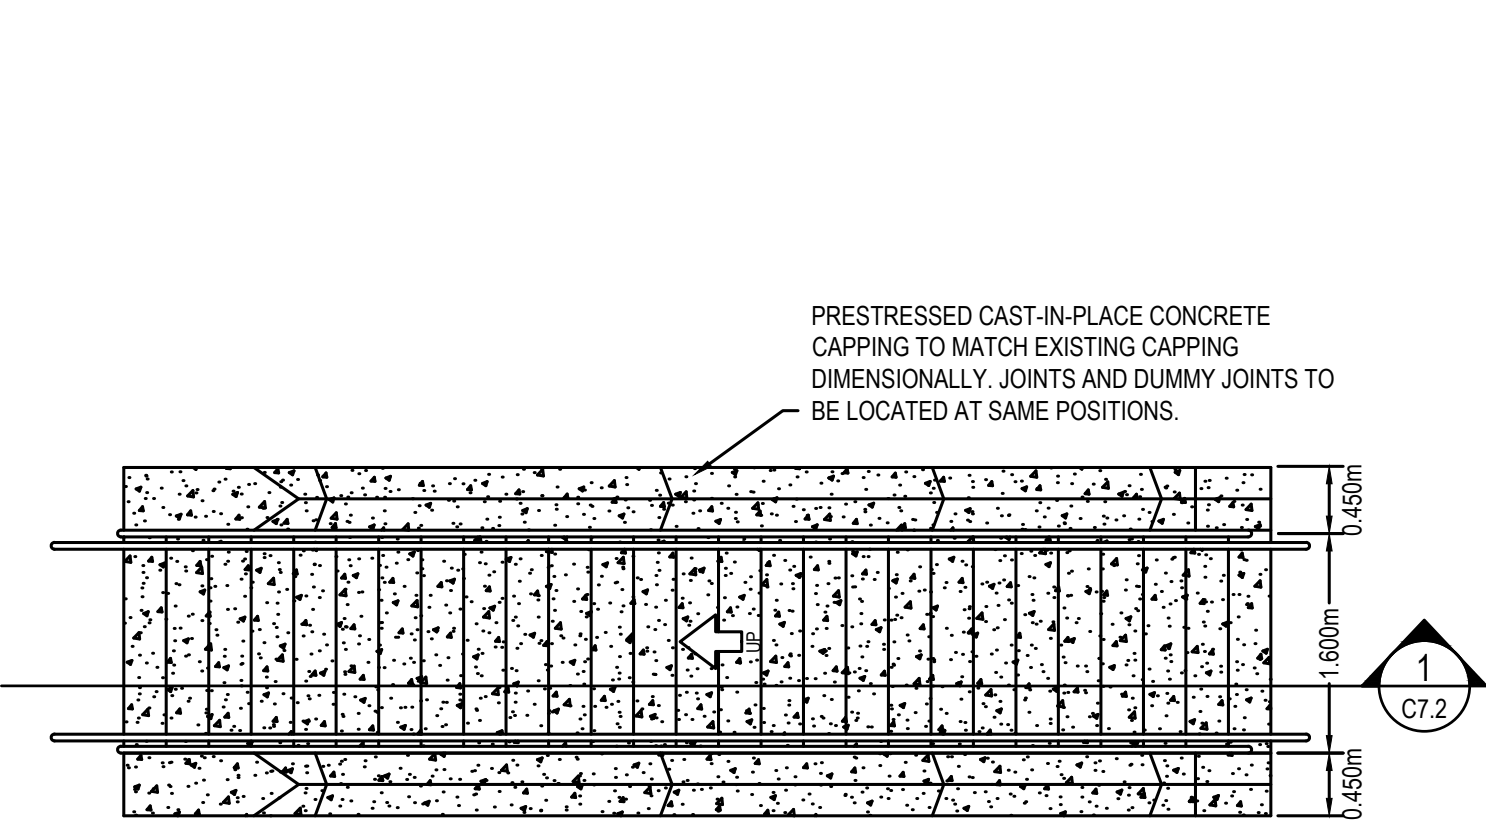 PRESTRESSED CAST-IN-PLACE CONCRETE
CAPPING TO MATCH EXISTING CAPPING
DIMENSIONALLY. JOINTS AND DUMMY JOINTS TO
BE LOCATED AT SAME POSITIONS.
0.450m
UP
1.600m
1
C7.2
0.450m